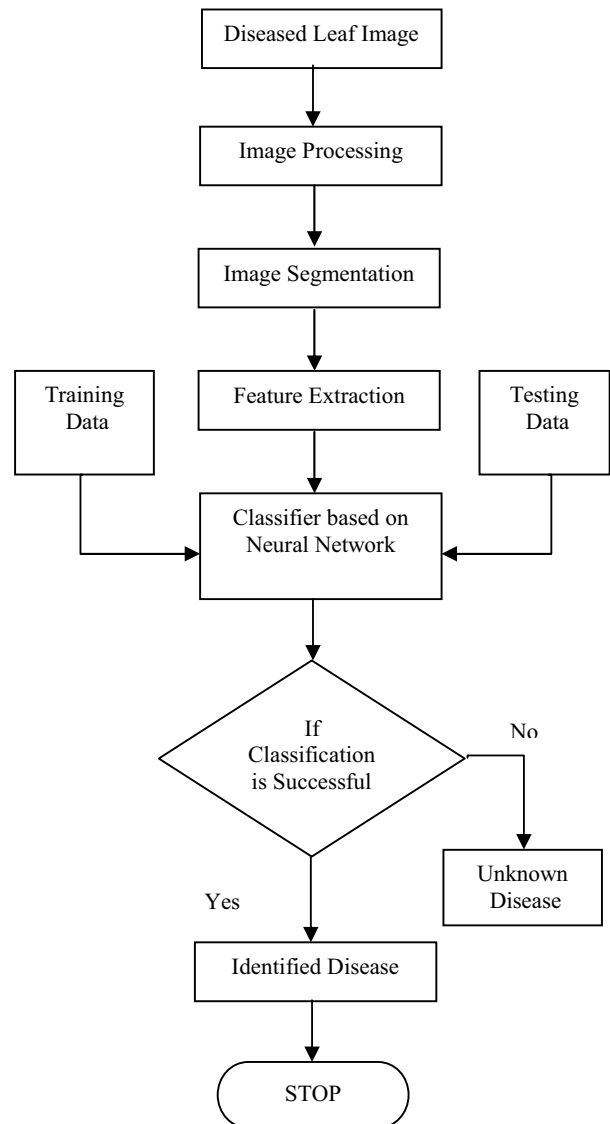 Diseased Leaf Image
Image Processing
Image Segmentation
Training
Data
Feature Extraction
Testing
Data
Classifier based on
Neural Network
If
Classification
is Successful
No
Unknown
Disease
Yes
Identified Disease
STOP